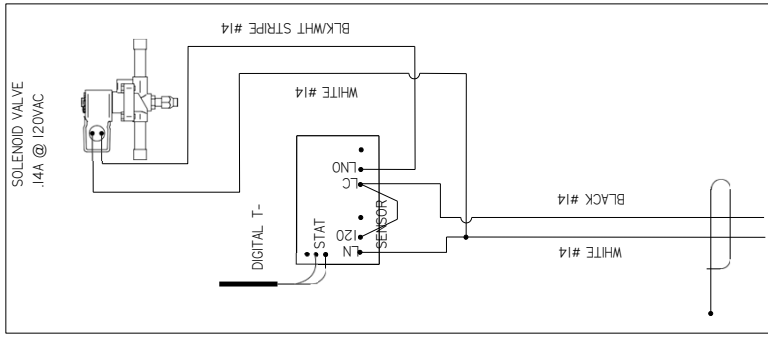 BLK/WHT STRIPE #14
WHITE #14
SOLENOID VALVE
.14A @ 120VAC
LNO
LC
120
LN
SENSOR
DIGITAL T-
STAT
BLACK #14
WHITE #14